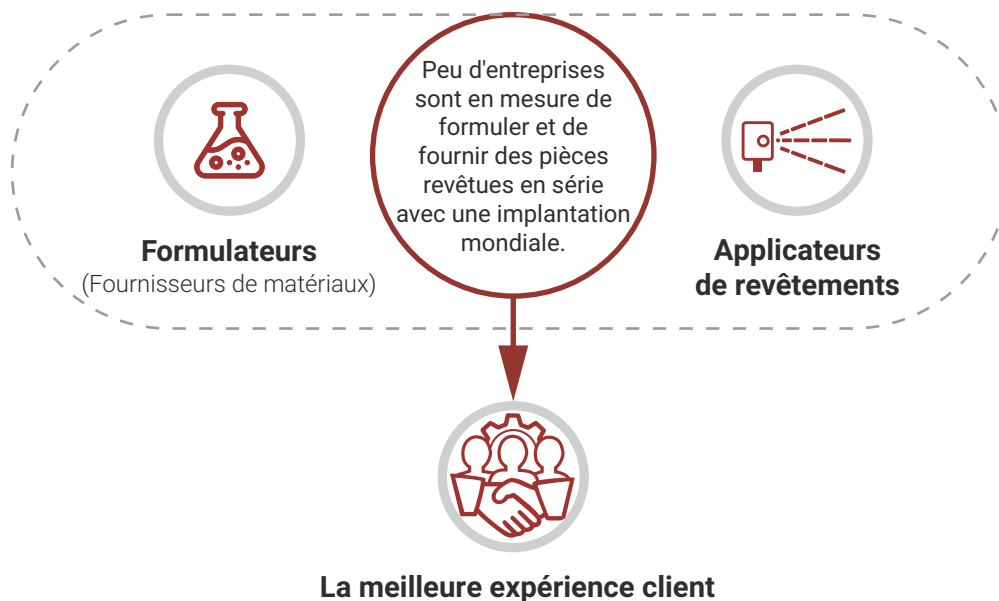 Peu d'entreprises
sont en mesure de
formuler et de
fournir des pièces
revêtues en série
avec une implantation
mondiale.
Formulateurs
(Fournisseurs de matériaux)
Applicateurs
de revêtements
La meilleure expérience client